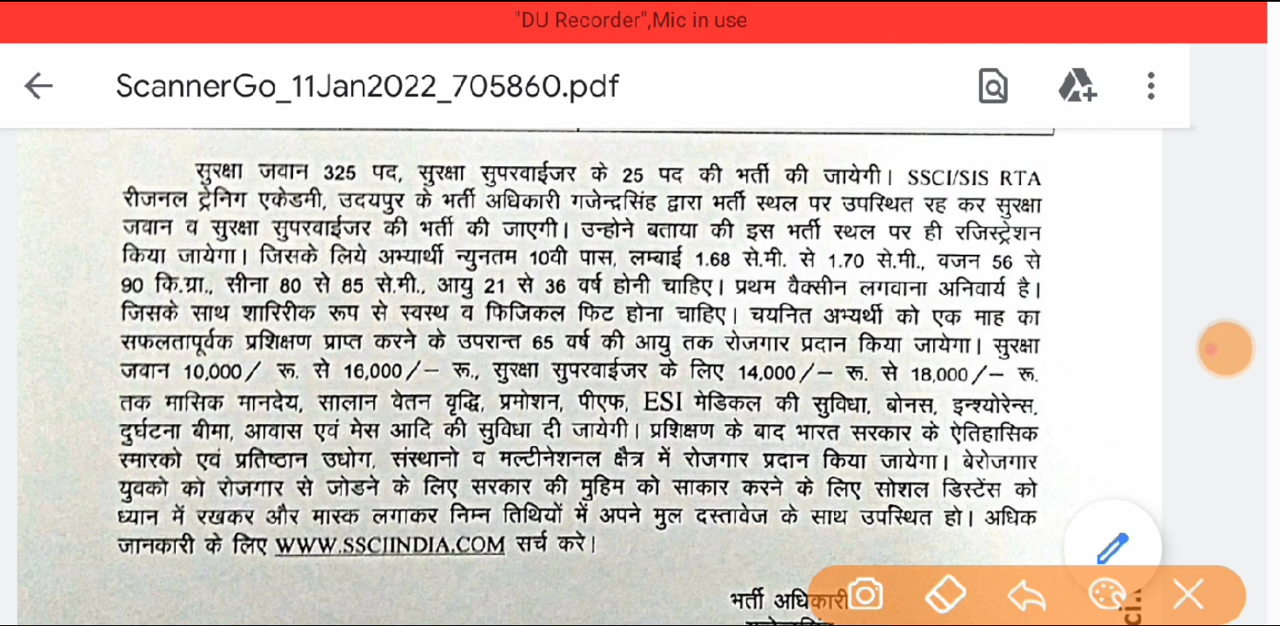 "DU Recorder",Mic in use
ScannerGo_11Jan2022_705860.pdf
सुरक्षा जवान 325 पद, सुरक्षा सुपरवाईजर के 25 पद की भर्ती की जायेगी। SSCI/SIS RTA
रीजनल ट्रेनिग एकेडमी, उदयपुर के भर्ती अधिकारी गजेन्द्रसिंह द्वारा भर्ती स्थल पर उपस्थित रह कर सुरक्षा
जवान व सुरक्षा सुपरवाईजर की भर्ती की जाएगी। उन्होने बताया की इस भर्ती स्थल पर ही रजिस्ट्रेशन
किया जायेगा। जिसके लिये अभ्यार्थी न्युनतम 10वी पास, लम्बाई 1.68 से.मी. से 1.70 से.मी., वजन 56 से
90 कि.ग्रा., सीना 80 से 85 से.मी., आयु 21 से 36 वर्ष होनी चाहिए। प्रथम वैक्सीन लगवाना अनिवार्य है।
जिसके साथ शारिरीक रूप से स्वस्थ व फिजिकल फिट होना चाहिए। चयनित अभ्यर्थी को एक माह का
सफलतापूर्वक प्रशिक्षण प्राप्त करने के उपरान्त 65 वर्ष की आयु तक रोजगार प्रदान किया जायेगा। सुरक्षा
जवान 10,000/ रू. से 16,000/– रू., सुरक्षा सुपरवाईजर के लिए 14,000/– रू. से 18,000/– रू.
तक मासिक मानदेय, सालान वेतन वृद्धि, प्रमोशन, पीएफ, ESI मेडिकल की सुविधा, बोनस, इन्श्योरेन्स,
दुर्घटना बीमा, आवास एवं मेस आदि की सुविधा दी जायेगी। प्रशिक्षण के बाद भारत सरकार के ऐतिहासिक
स्मारको एवं प्रतिष्ठान उधोग, संस्थानो व मल्टीनेशनल क्षैत्र में रोजगार प्रदान किया जायेगा। बेरोजगार
युवको को रोजगार से जोडने के लिए सरकार की मुहिम को साकार करने के लिए सोशल डिस्टेंस को
ध्यान में रखकर और मास्क लगाकर निम्न तिथियों में अपने मुल दस्तावेज के साथ उपस्थित हो। अधिक
जानकारी के लिए WWW.SSCIINDIA.COM सर्च करे।
भर्ती अधिकारी